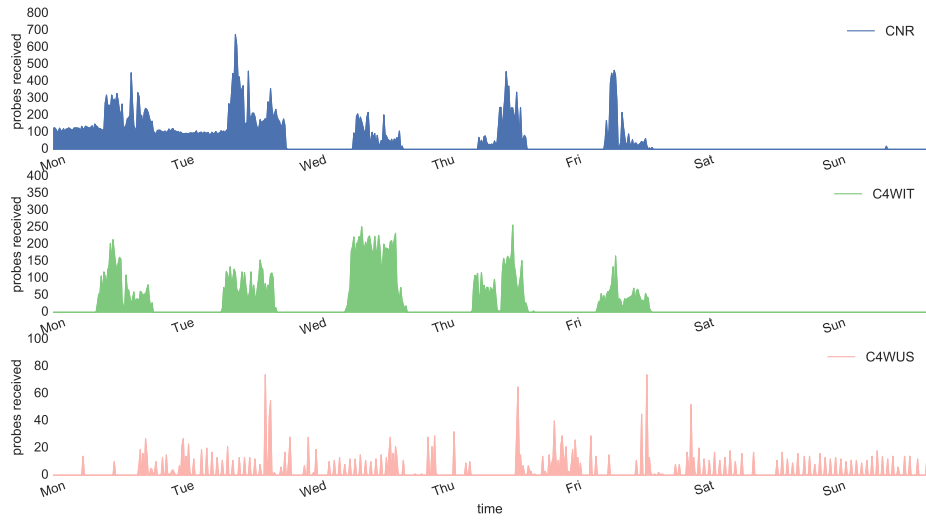 800
700
600
500
400
300
200
100
0
probes received
CNR
Mon Tue Wed Thu Fri Sat Sun
400
350
300
250
200
150
100
50
0
probes received
C4WIT
Mon Tue Wed Thu Fri Sat Sun
100
80
60
40
20
0
probes received
C4WUS
Mon Tue Wed Thu Fri Sat Sun
time